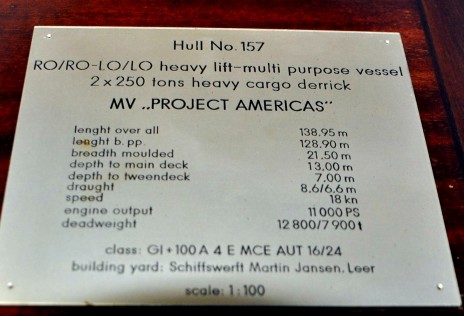 Hull No. 157
RO/RO-LO/LO heavy lift-multi purpose vessel
2 x 250 tons heavy cargo derrick
MV „PROJECT AMERICAS"
lenght over all 138,95 m
lenght b. p.p. 128,90 m
breadth moulded 21,50 m
depth to main deck 13,00 m
depth to tweendeck 7,00 m
draught 8,6/6,6 m
speed 18 kn
engine output 11 000 PS
deadweight 12 800/7 900 t
class: Gl + 100 A 4 E MCE AUT 16/24
building yard: Schiffswerft Martin Jansen, Leer
scale: 1 : 100